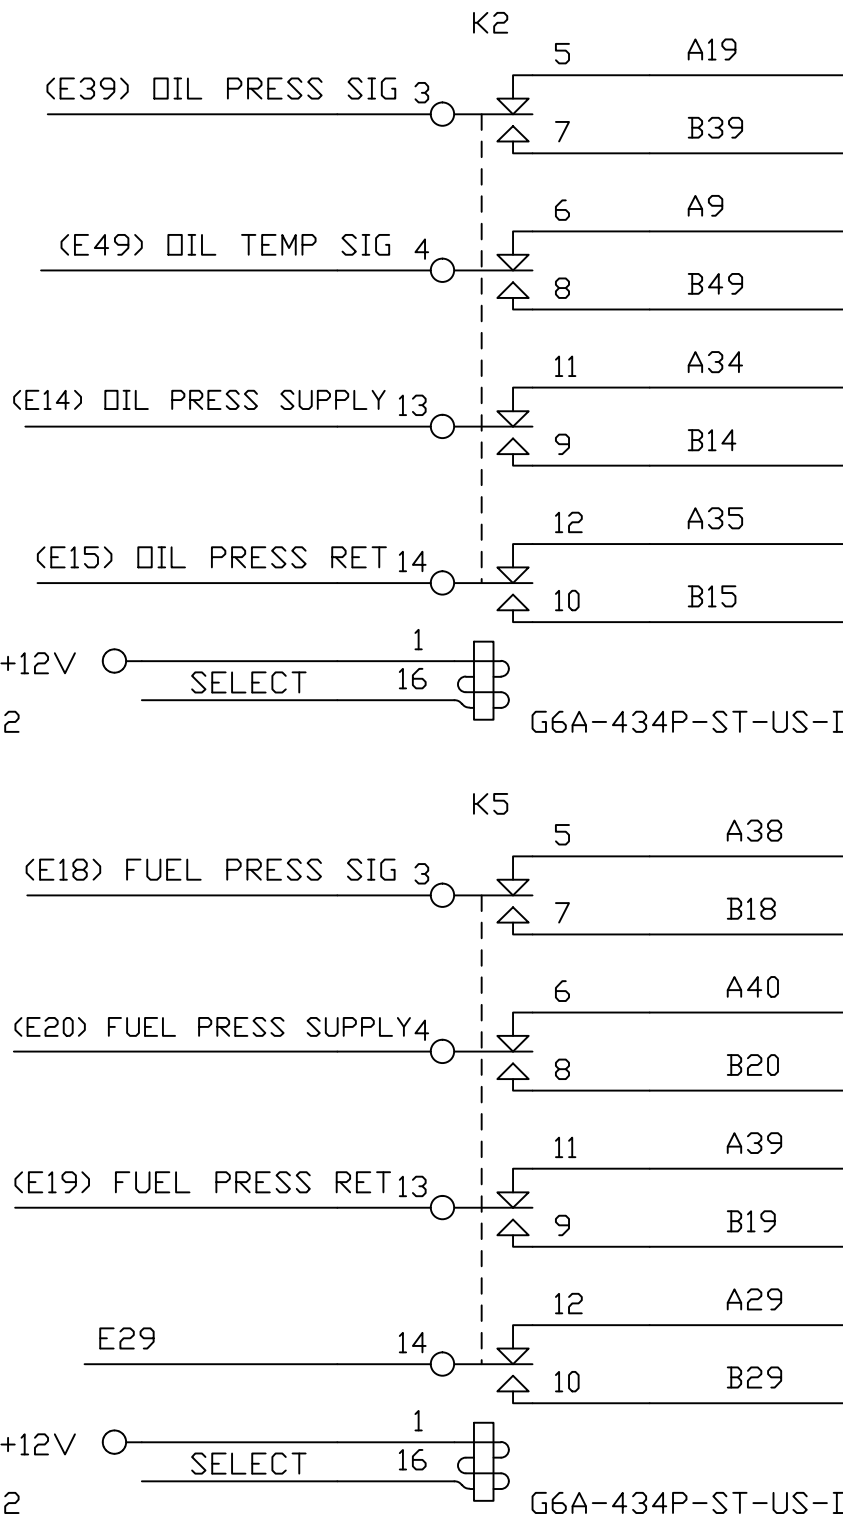 K2
5 A19
(E39) OIL PRESS SIG 3
7 B39
6 A9
(E49) OIL TEMP SIG 4
8 B49
11 A34
(E14) OIL PRESS SUPPLY 13
9 B14
12 A35
(E15) OIL PRESS RET 14
10 B15
+12V 1
SELECT 16
2 G6A-434P-ST-US-D
K5
5 A38
(E18) FUEL PRESS SIG 3
7 B18
6 A40
(E20) FUEL PRESS SUPPLY 4
8 B20
11 A39
(E19) FUEL PRESS RET 13
9 B19
12 A29
E29 14
10 B29
+12V 1
SELECT 16
2 G6A-434P-ST-US-D